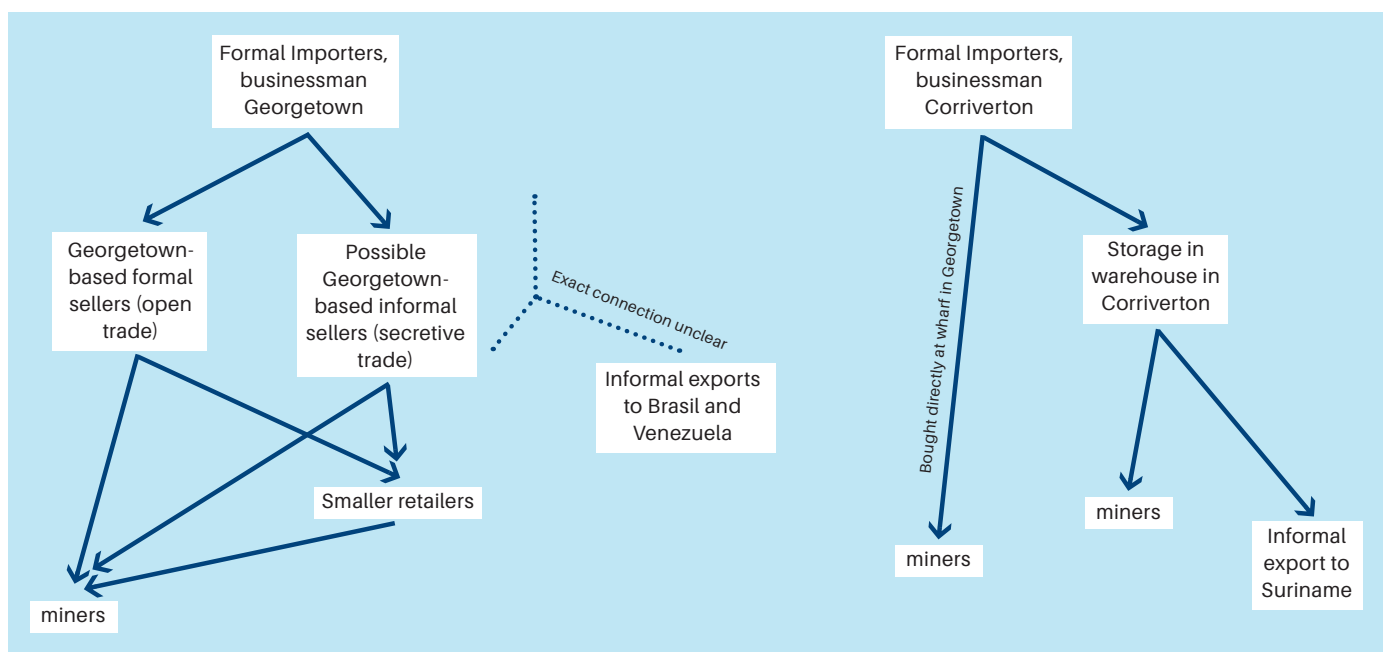 Formal Importers,
businessman
Georgetown
Georgetown-
based formal
sellers (open
trade)
Possible
Georgetown-
based informal
sellers (secretive
trade)
Exact connection unclear
Informal exports
to Brasil and
Venezuela
Smaller retailers
miners
Formal Importers,
businessman
Corriverton
Bought directly at wharf in Georgetown
Storage in
warehouse in
Corriverton
miners
miners
Informal
export to
Suriname